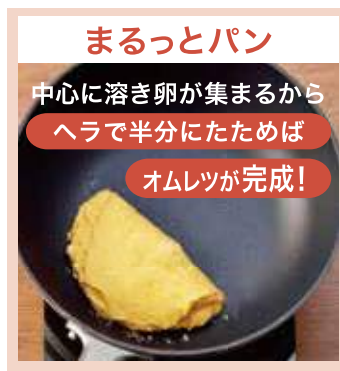 まるっとパン
中心に溶き卵が集まるから
ヘラで半分にたためば
オムレツが完成!